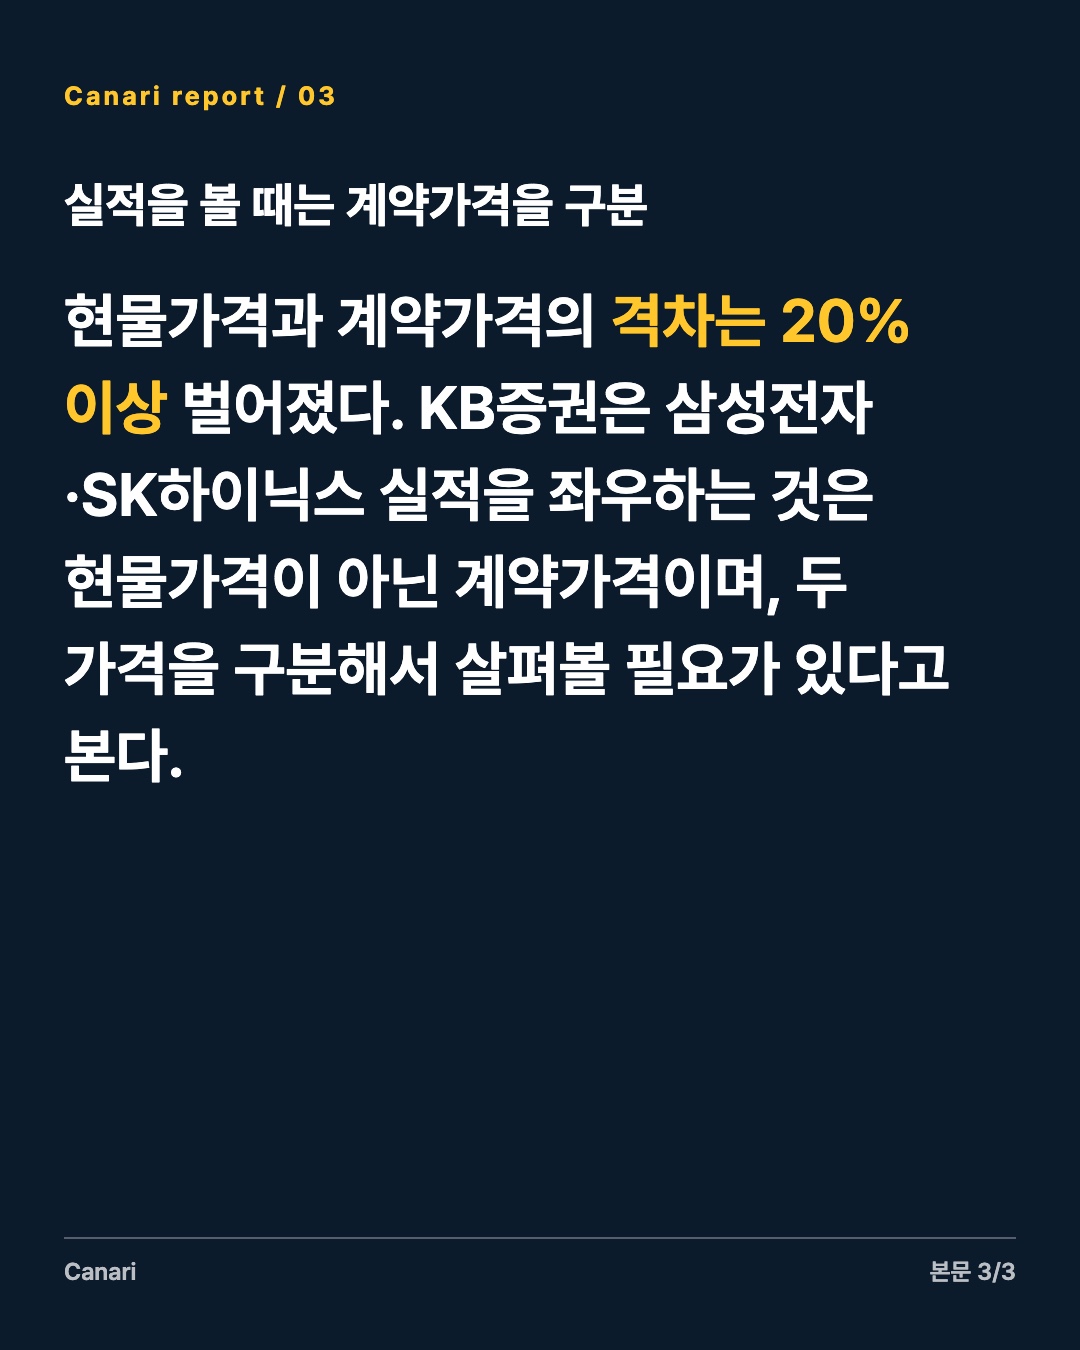 Canari report / 03
실적을 볼 때는 계약가격을 구분
현물가격과 계약가격의 격차는 20%
이상 벌어졌다. KB증권은 삼성전자
·SK하이닉스 실적을 좌우하는 것은
현물가격이 아닌 계약가격이며, 두
가격을 구분해서 살펴볼 필요가 있다고
본다.
Canari
본문 3/3